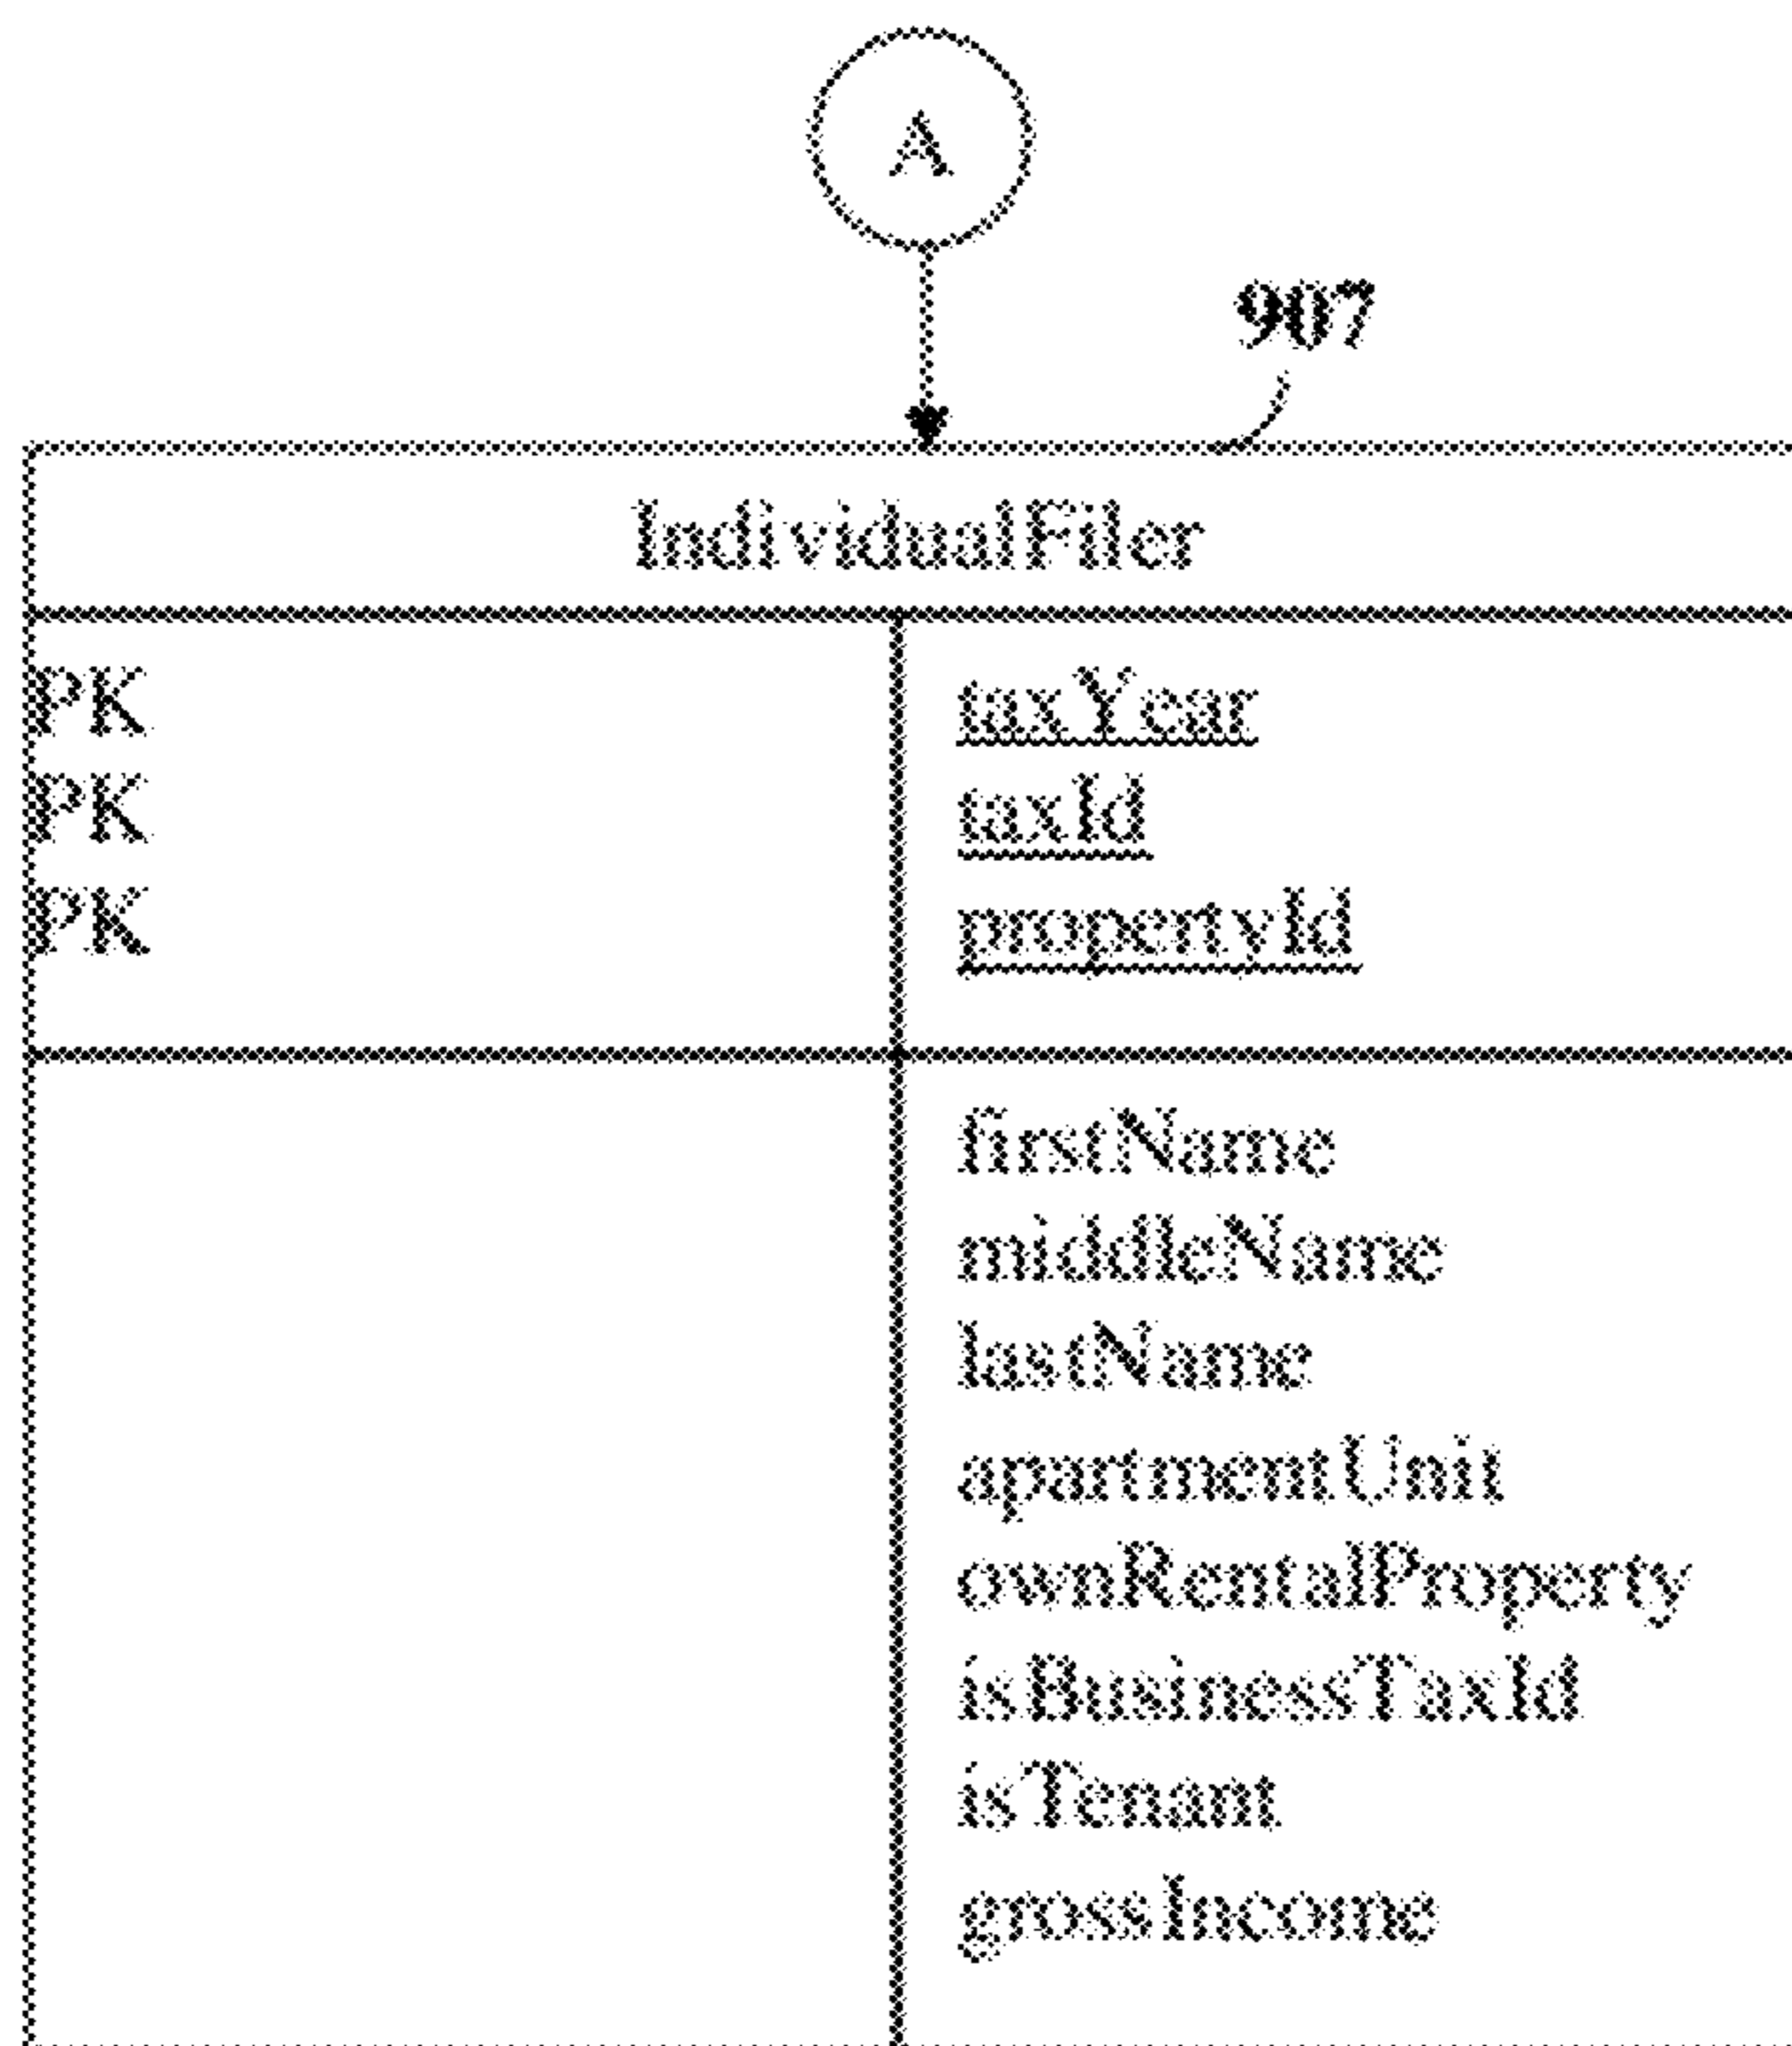 A
907
IndividualFiler
PK taxYear
PK taxId
PK propertyId
firstName
middleName
lastName
apartmentUnit
ownRentalProperty
isBusinessTaxId
isTenant
grossIncome